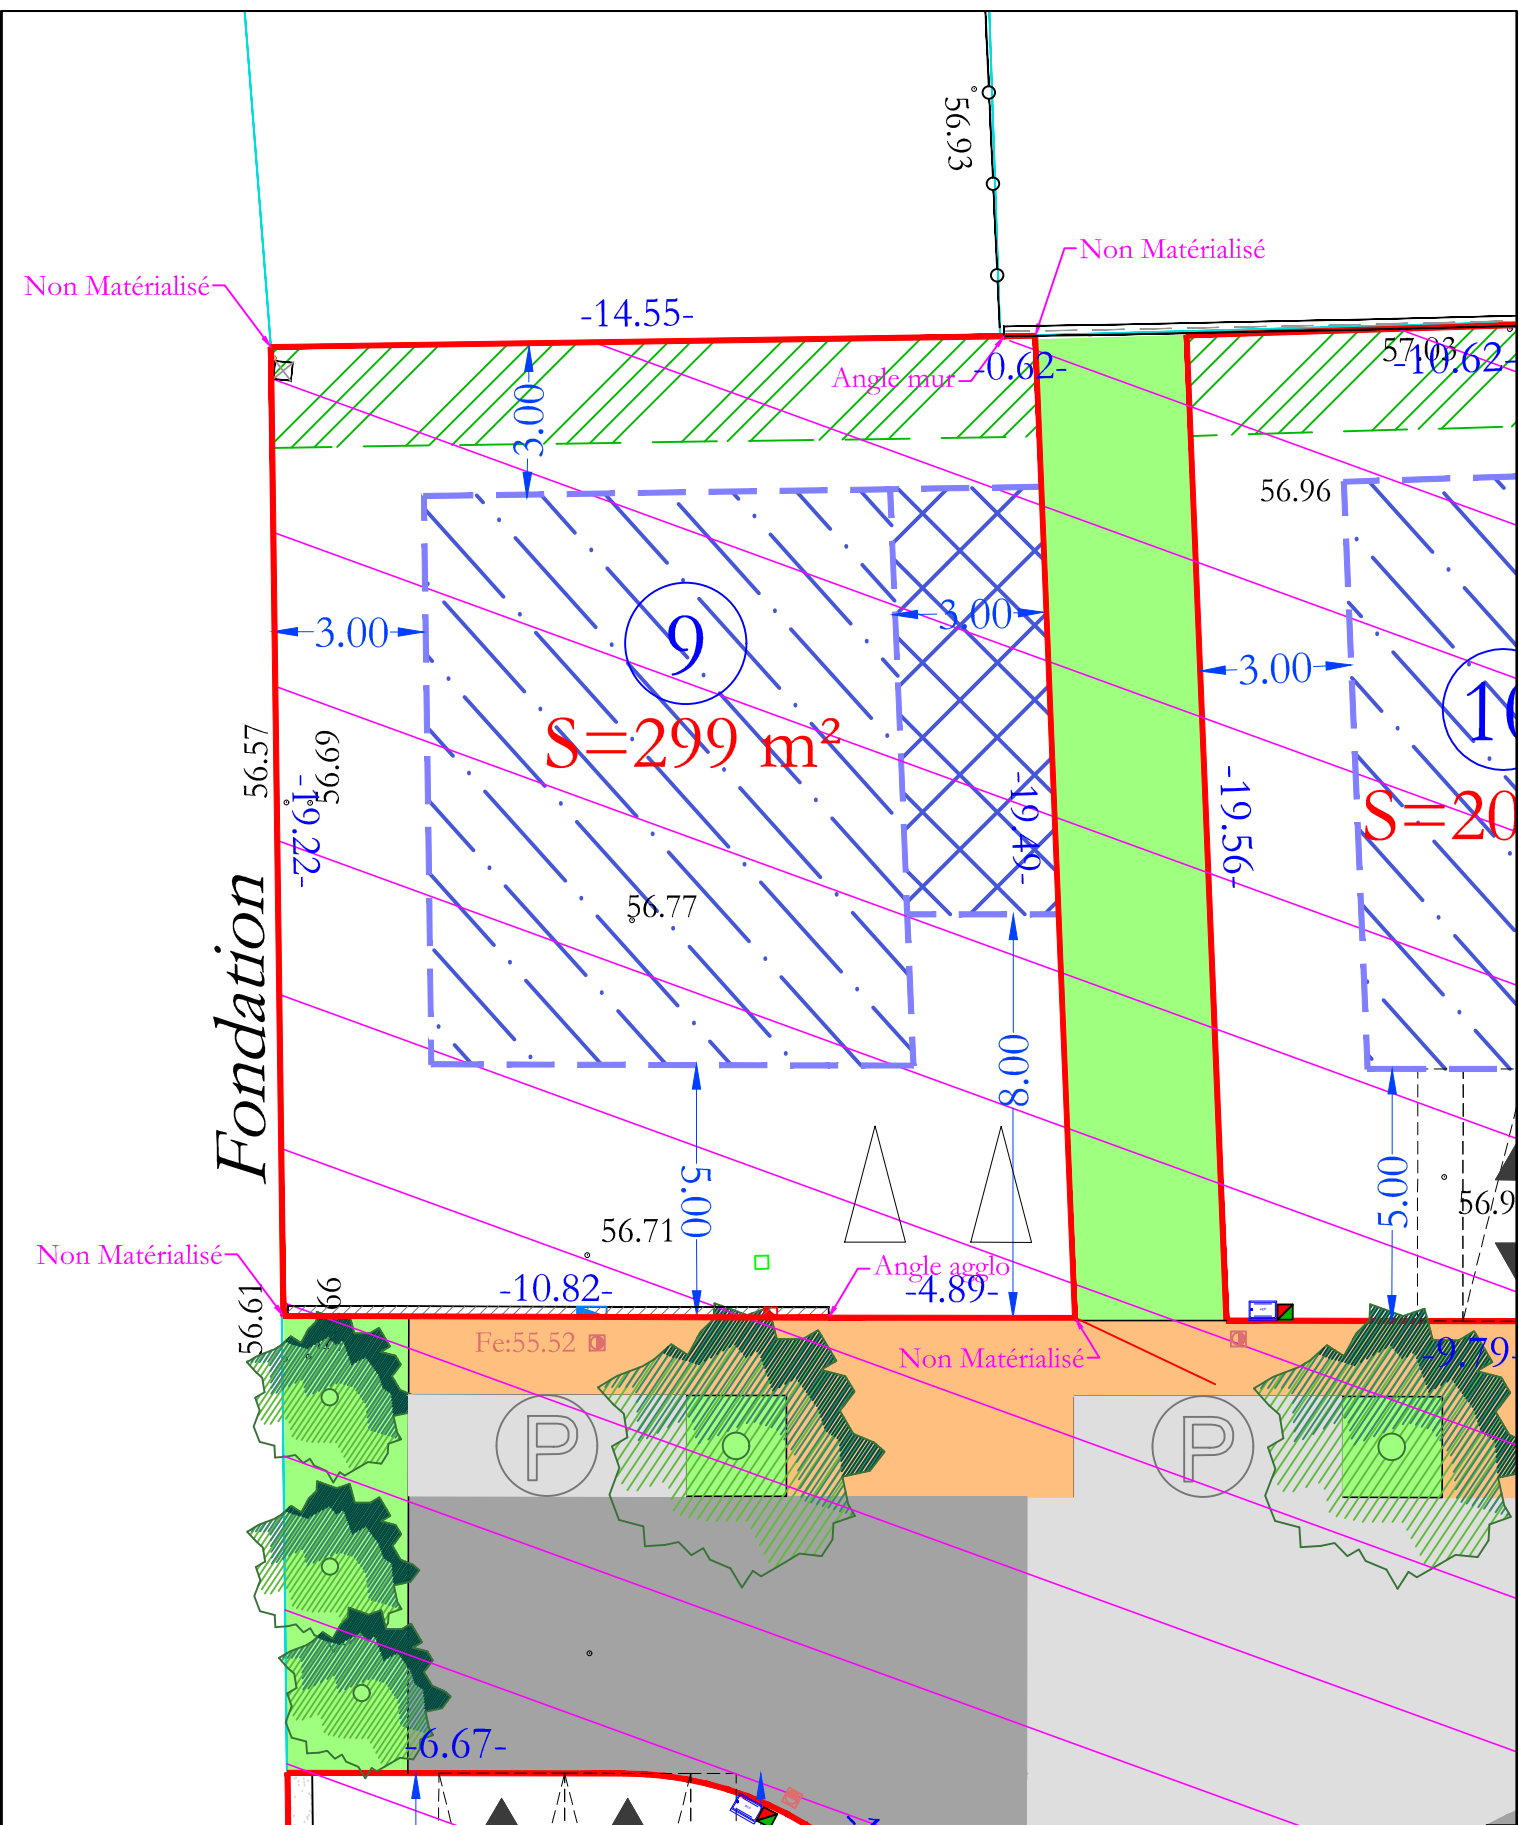 56.93
Non Matérialisé
Non Matérialisé
-14.55-
57.03
-10.62-
Angle mur
-0.62-
3.00
56.96
9
3.00
3.00
3.00
S=299 m²
56.57
56.69
-19.22-
-19.49-
-19.56-
56.77
Fondation
8.00
5.00
5.00
56.71
Non Matérialisé
Angle agglo
-10.82-
-4.89-
56.61
66
Fe:55.52
Non Matérialisé
-9.79-
P
P
-6.67-